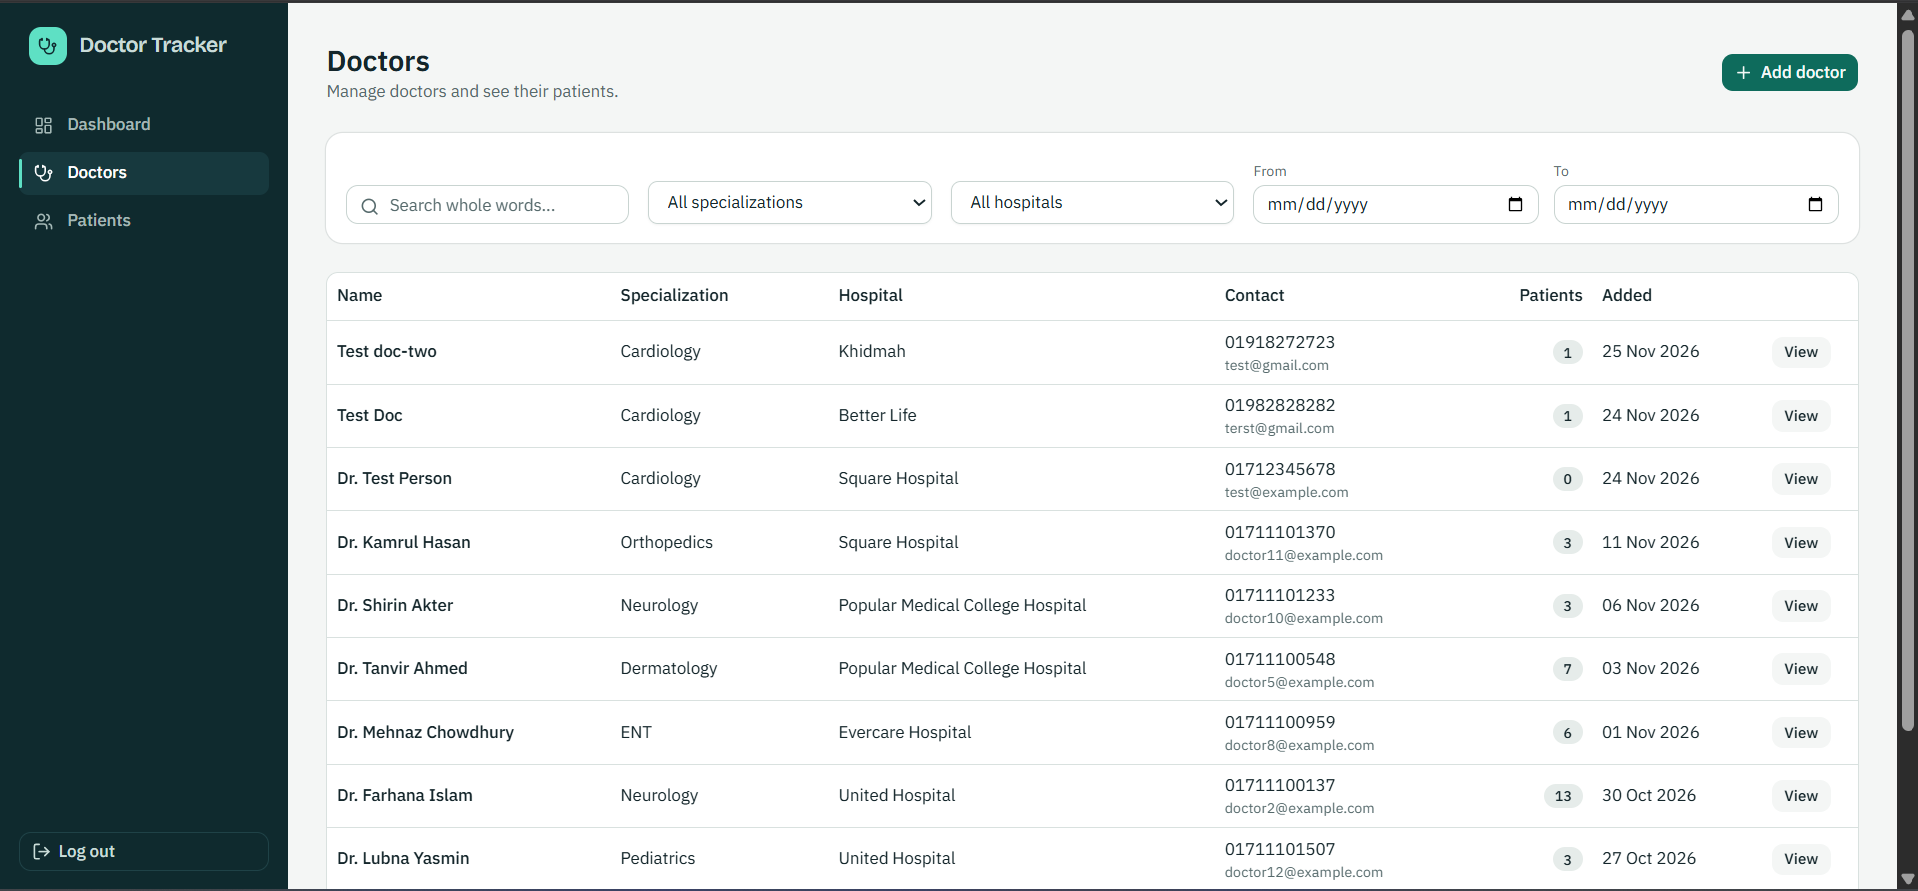 Doctor Tracker
Dashboard
Doctors
Patients
Log out
Doctors
Manage doctors and see their patients.
+ Add doctor
Search whole words...
All specializations
All hospitals
From
mm/dd/yyyy
To
mm/dd/yyyy
Name Specialization Hospital Contact Patients Added
Test doc-two Cardiology Khidmah 01918272723 1 25 Nov 2026 View
test@gmail.com
Test Doc Cardiology Better Life 01982828282 1 24 Nov 2026 View
terst@gmail.com
Dr. Test Person Cardiology Square Hospital 01712345678 0 24 Nov 2026 View
test@example.com
Dr. Kamrul Hasan Orthopedics Square Hospital 01711101370 3 11 Nov 2026 View
doctor11@example.com
Dr. Shirin Akter Neurology Popular Medical College Hospital 01711101233 3 06 Nov 2026 View
doctor10@example.com
Dr. Tanvir Ahmed Dermatology Popular Medical College Hospital 01711100548 7 03 Nov 2026 View
doctor5@example.com
Dr. Mehnaz Chowdhury ENT Evercare Hospital 01711100959 6 01 Nov 2026 View
doctor8@example.com
Dr. Farhana Islam Neurology United Hospital 01711100137 13 30 Oct 2026 View
doctor2@example.com
Dr. Lubna Yasmin Pediatrics United Hospital 01711101507 3 27 Oct 2026 View
doctor12@example.com